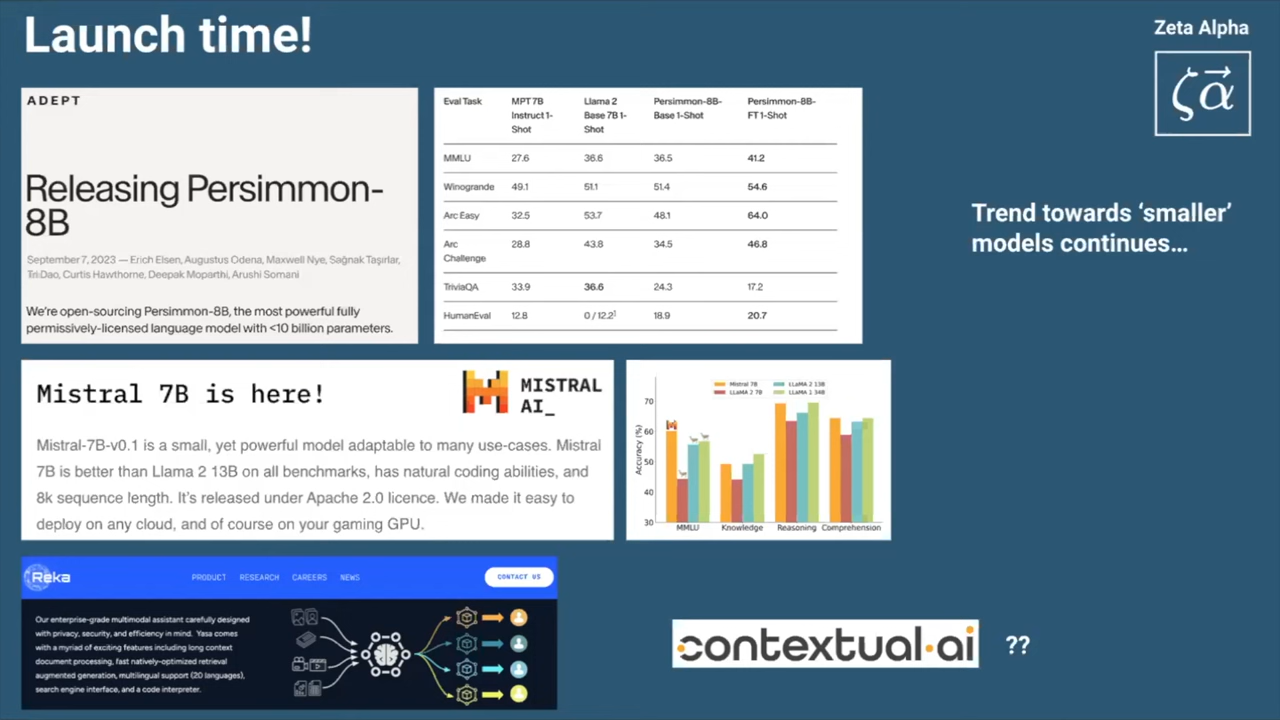 Launch time!
Zeta Alpha
ζα
ADEPT
Releasing Persimmon-
8B
September 7, 2023 — Erich Elsen, Augustus Odena, Maxwell Nye, Sağnak Taşırlar,
Tri Dao, Curtis Hawthorne, Deepak Moparthi, Arushi Somani
We're open-sourcing Persimmon-8B, the most powerful fully
permissively-licensed language model with <10 billion parameters.
Eval Task MPT 7B Instruct 1-Shot Llama 2 Base 7B 1-Shot Persimmon-8B-Base 1-Shot Persimmon-8B-FT 1-Shot
MMLU 27.6 36.6 36.5 41.2
Winogrande 49.1 51.1 51.4 54.6
Arc Easy 32.5 53.7 48.1 64.0
Arc Challenge 28.8 43.8 34.5 46.8
TriviaQA 33.9 36.6 24.3 17.2
HumanEval 12.8 0 / 12.2¹ 18.9 20.7
Trend towards 'smaller'
models continues...
Mistral 7B is here!
MISTRAL
AI_
Mistral-7B-v0.1 is a small, yet powerful model adaptable to many use-cases. Mistral
7B is better than Llama 2 13B on all benchmarks, has natural coding abilities, and
8k sequence length. It's released under Apache 2.0 licence. We made it easy to
deploy on any cloud, and of course on your gaming GPU.
Mistral 7B LLaMA 2 13B
LLaMA 2 7B LLaMA 1 34B
Accuracy (%)
70
60
50
40
30
MMLU Knowledge Reasoning Comprehension
Reka PRODUCT RESEARCH CAREERS NEWS CONTACT US
Our enterprise-grade multimodal assistant carefully designed
with privacy, security, and efficiency in mind. Yasa comes
with a myriad of exciting features including long context
document processing, fast natively-optimized retrieval
augmented generation, multilingual support (20 languages),
search engine interface, and a code interpreter.
contextual.ai ??